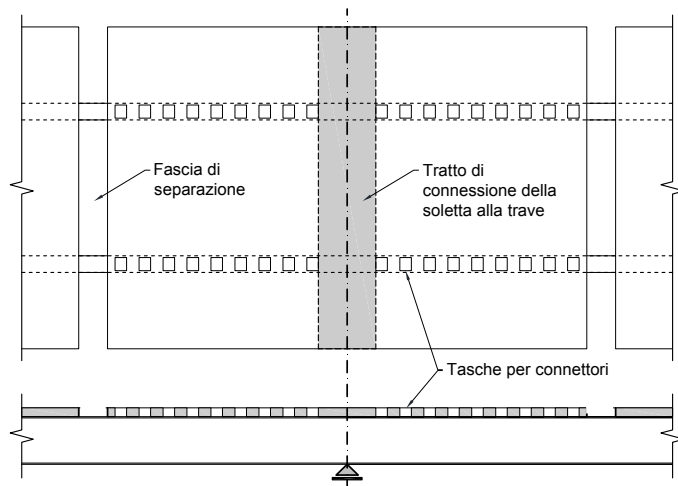 Fascia di
separazione
Tratto di
connessione della
soletta alla trave
Tasche per connettori